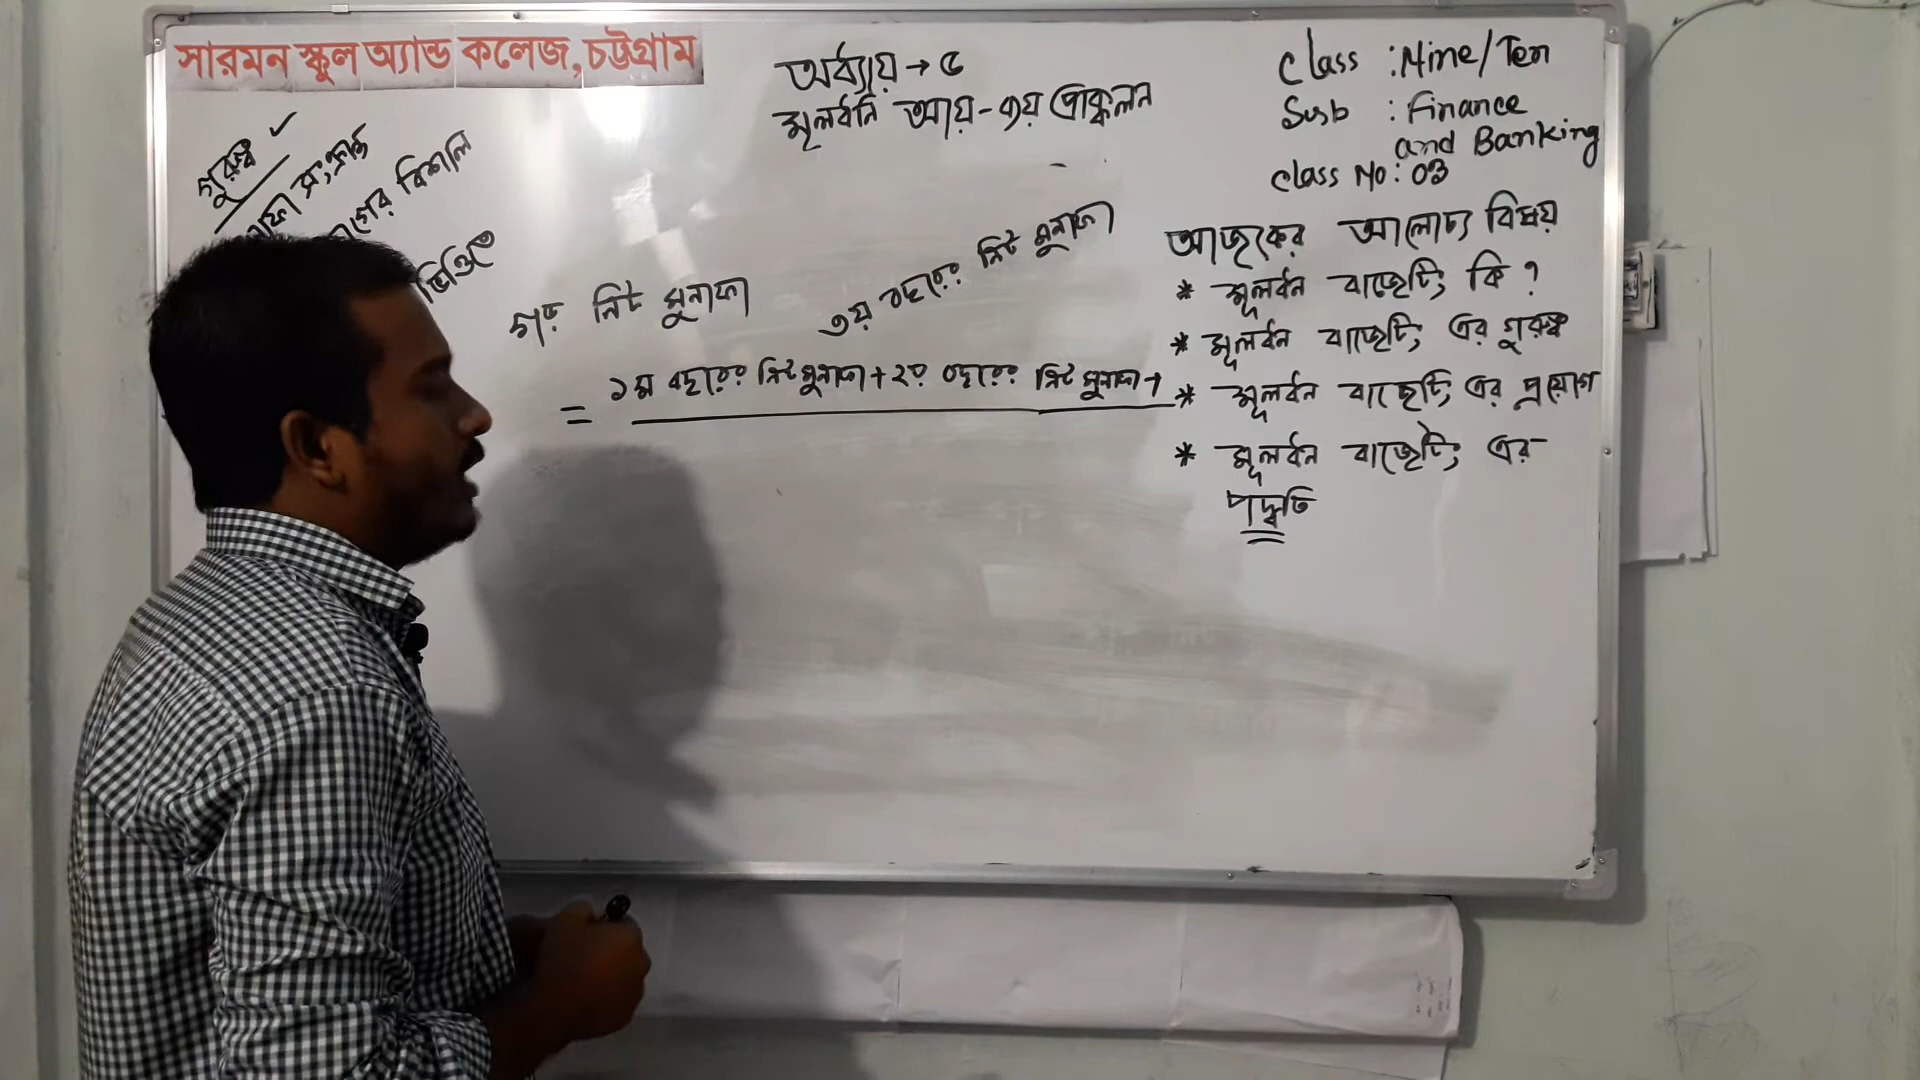 সারমন স্কুল অ্যান্ড কলেজ, চট্টগ্রাম
অধ্যায় → ৫
মূলধনি আয়-ব্যয় প্রাক্কলন
Class : Nine/Ten
Sub : Finance
and Banking
Class No: 03
গুরুত্ব ✓
সংক্রান্ত
বিশাল
ভিত্তিতে
গড় নিট মুনাফা
৩য় বছরের নিট মুনাফা
= ১ম বছরের নিট মুনাফা + ২য় বছরের নিট মুনাফা +
আজকের আলোচ্য বিষয়
* মূলধন বাজেটিং কি ?
* মূলধন বাজেটিং এর গুরুত্ব
* মূলধন বাজেটিং এর প্রয়োগ
* মূলধন বাজেটিং এর
পদ্ধতি